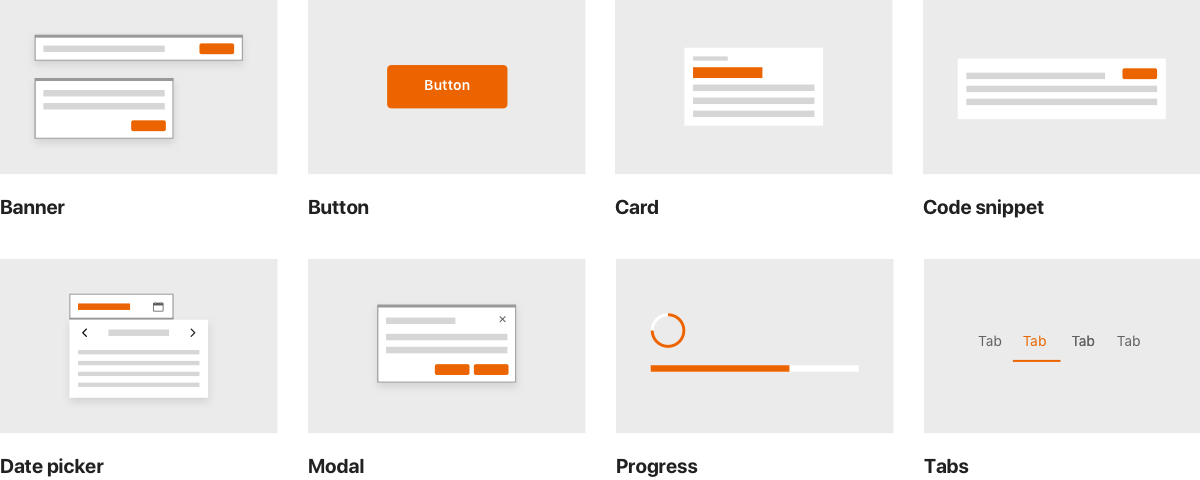 Button
Banner
Button
Card
Code snippet
Tab Tab Tab Tab
Date picker
Modal
Progress
Tabs